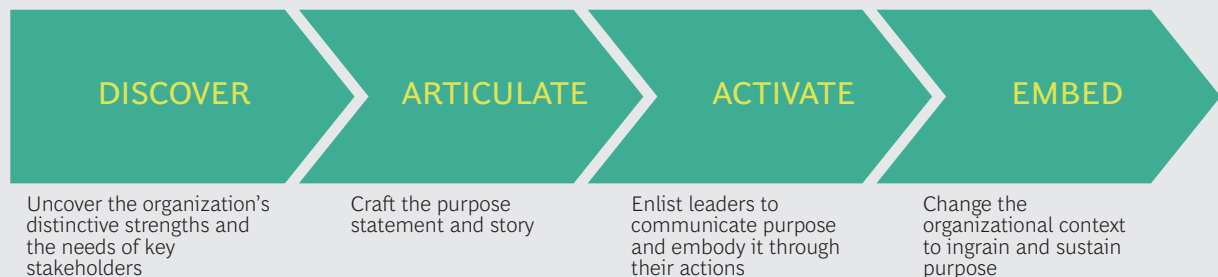 DISCOVER
ARTICULATE
ACTIVATE
EMBED
Uncover the organization’s
distinctive strengths and
the needs of key
stakeholders
Craft the purpose
statement and story
Enlist leaders to
communicate purpose
and embody it through
their actions
Change the
organizational context
to ingrain and sustain
purpose